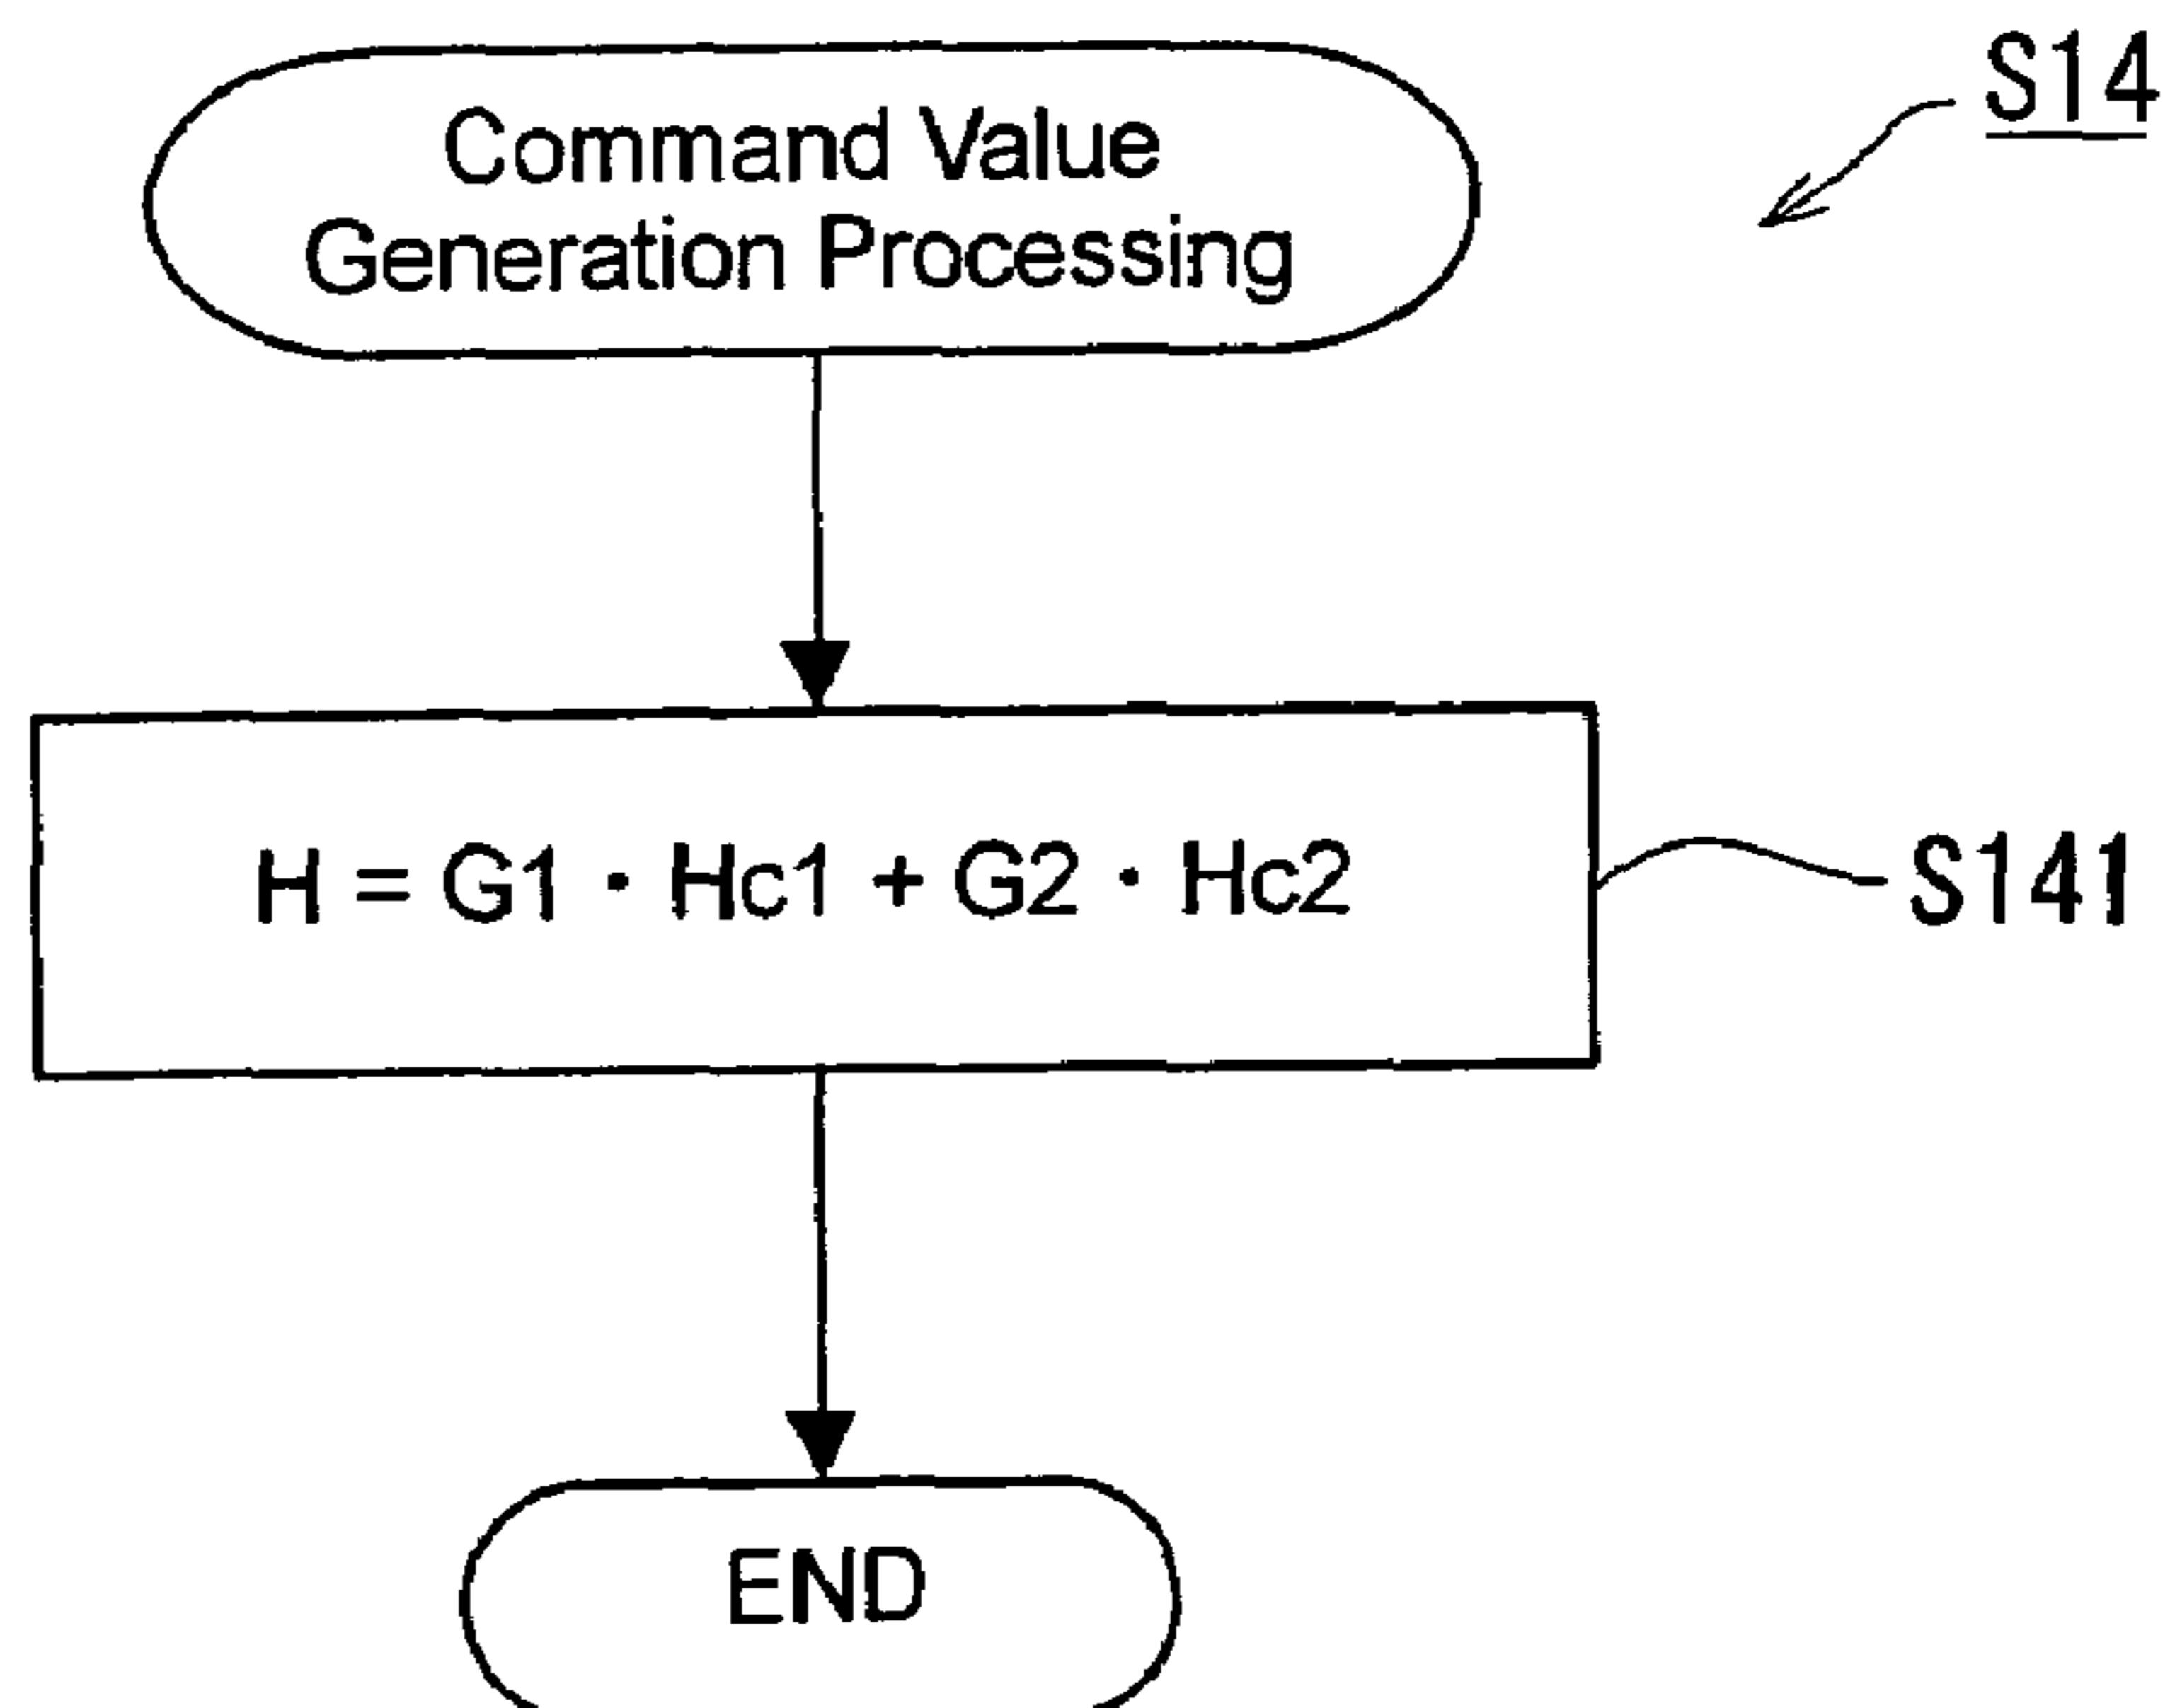 Command Value
Generation Processing
S14
H = G1 · Hc1 + G2 · Hc2
S141
END